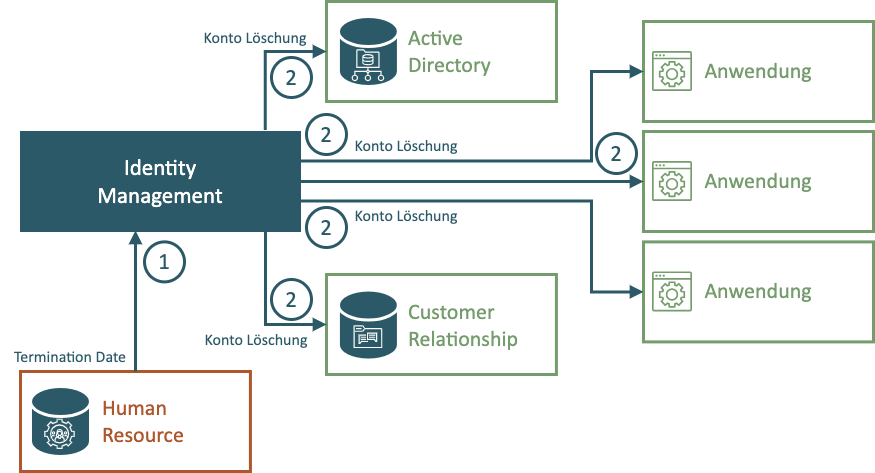 Konto Löschung
2
Active
Directory
Anwendung
2
Konto Löschung
2
Identity
Management
Anwendung
2
Konto Löschung
1
2
Konto Löschung
Customer
Relationship
Anwendung
Termination Date
Human
Resource